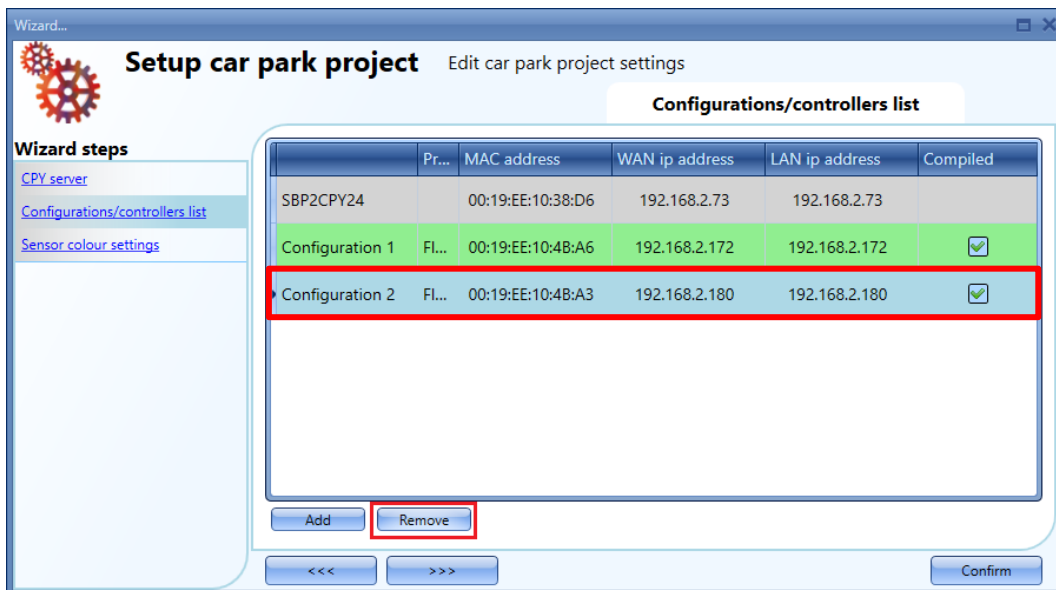 Wizard...
Setup car park project Edit car park project settings
Configurations/controllers list
Wizard steps
CPY server
Configurations/controllers list
Sensor colour settings
Pr... MAC address WAN ip address LAN ip address Compiled
SBP2CPY24 00:19:EE:10:38:D6 192.168.2.73 192.168.2.73
Configuration 1 FI... 00:19:EE:10:4B:A6 192.168.2.172 192.168.2.172
Configuration 2 FI... 00:19:EE:10:4B:A3 192.168.2.180 192.168.2.180
Add Remove
<<< >>> Confirm